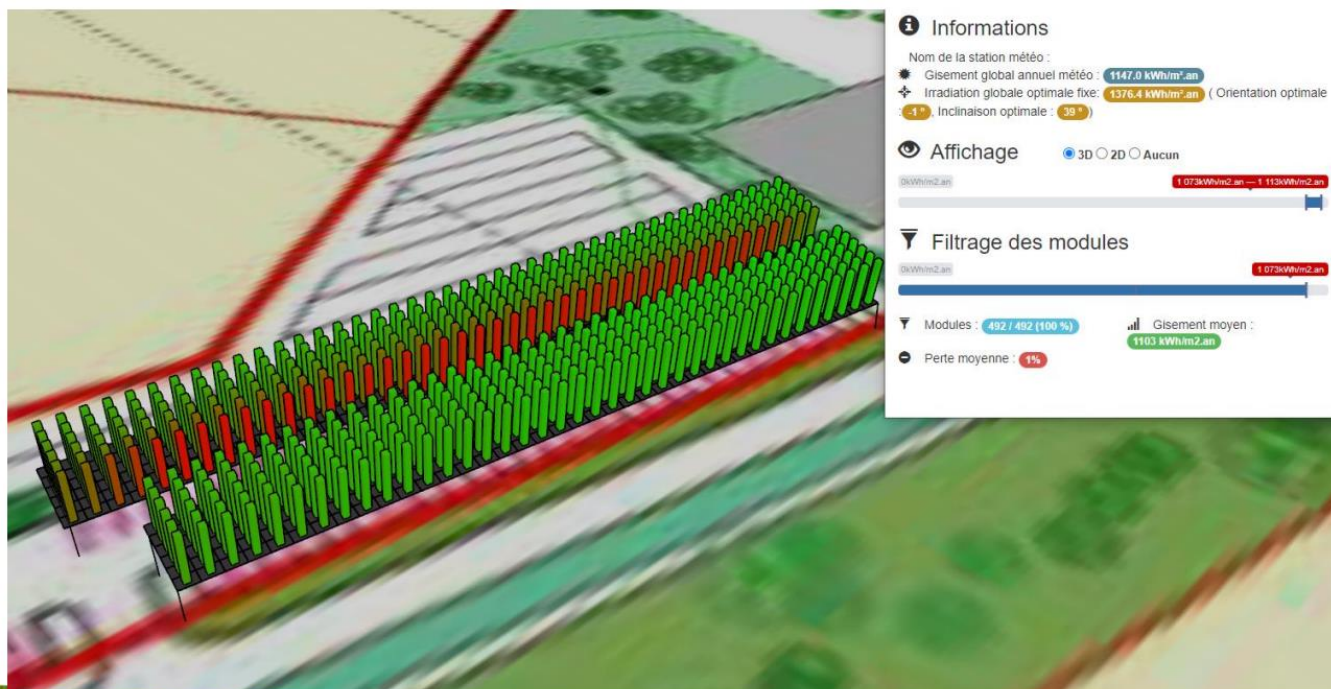 Informations
Nom de la station météo :
Gisement global annuel météo : 1147.0 kWh/m².an
Irradiation globale optimale fixe: 1376.4 kWh/m².an ( Orientation optimale
: -1 °, Inclinaison optimale : 39 ° )
Affichage 3D 2D Aucun
0kWh/m2.an 1 073kWh/m2.an — 1 113kWh/m2.an
Filtrage des modules
0kWh/m2.an 1 073kWh/m2.an
Modules : 492 / 492 (100 %) Gisement moyen :
1103 kWh/m2.an
Perte moyenne : 1%